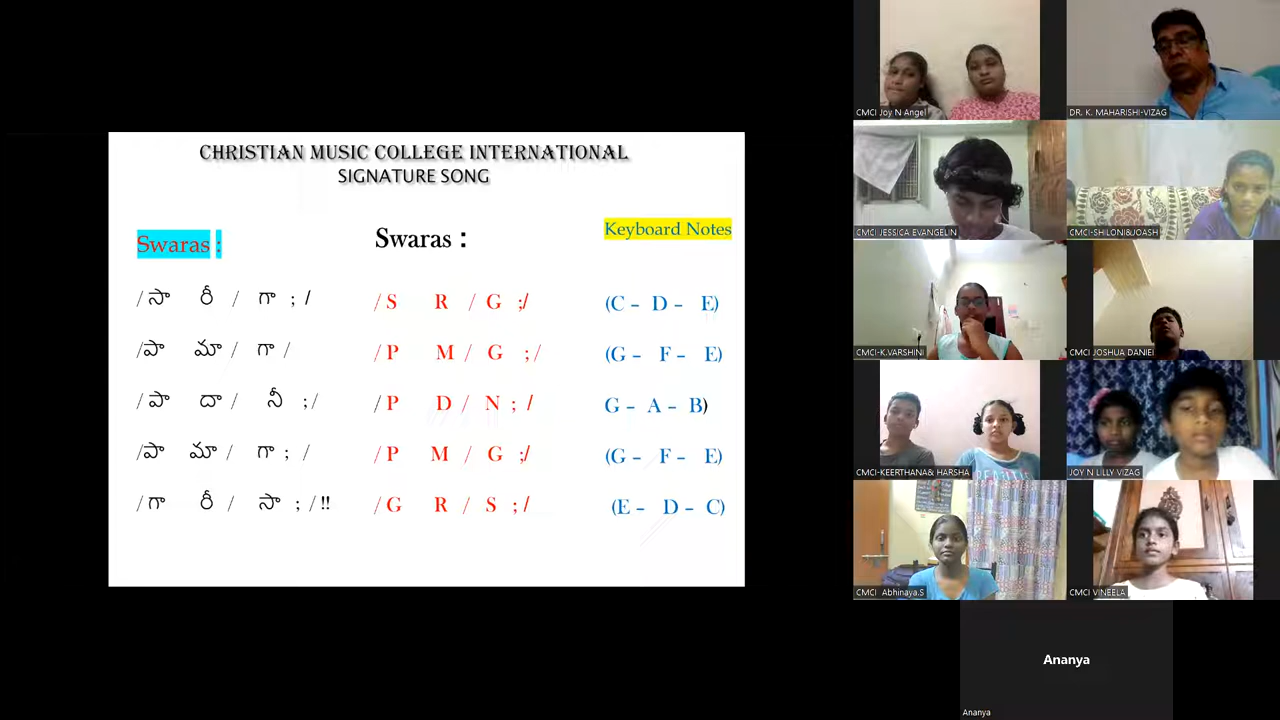 CHRISTIAN MUSIC COLLEGE INTERNATIONAL
SIGNATURE SONG
Swaras : Swaras : Keyboard Notes
/ సా రీ / గా ; / / S R / G ;/ (C – D – E)
/పా మా / గా / / P M / G ; / (G – F – E)
/ పా దా / నీ ; / / P D / N ; / G – A – B)
/పా మా / గా ; / / P M / G ;/ (G – F – E)
/ గా రీ / సా ; / !! / G R / S ; / (E – D – C)
CMCI Joy N Angel
DR. K. MAHARISHI-VIZAG
CMCI JESSICA EVANGELIN
CMCI-SHILONI&JOASH
CMCI-K.VARSHINI
CMCI JOSHUA DANIEl
CMCI-KEERTHANA& HARSHA
JOY N LILLY VIZAG
CMCI Abhinaya.S
CMCI VINEELA
Ananya
Ananya